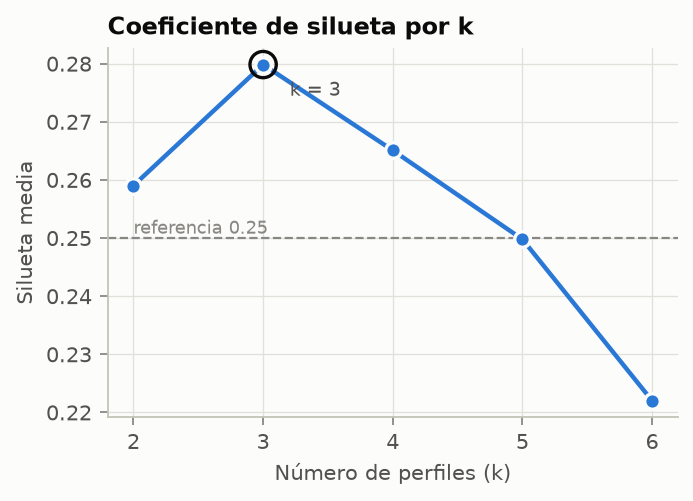 Coeficiente de silueta por k
Silueta media
0.28
0.27
0.26
0.25
0.24
0.23
0.22
k = 3
referencia 0.25
2 3 4 5 6
Número de perfiles (k)